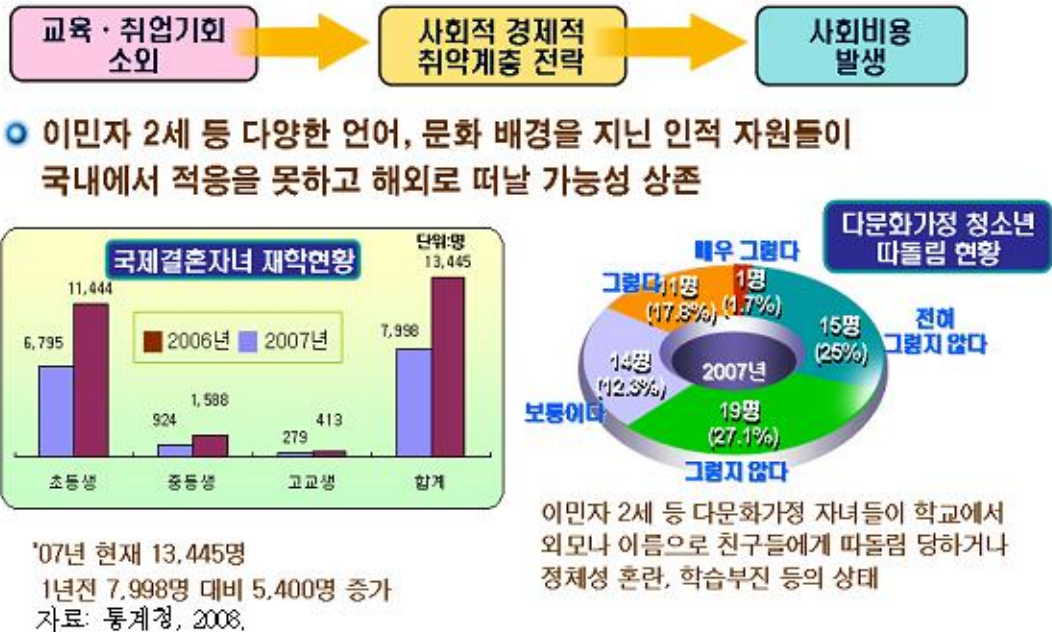 교육·취업기회
소외
사회적 경제적
취약계층 전락
사회비용
발생
이민자 2세 등 다양한 언어, 문화 배경을 지닌 인적 자원들이
국내에서 적응을 못하고 해외로 떠날 가능성 상존
국제결혼자녀 재학현황
단위:명
6,795
11,444
924
1,588
279
413
7,998
13,445
2006년
2007년
초등생
중등생
고교생
합계
'07년 현재 13,445명
1년전 7,998명 대비 5,400명 증가
자료: 통계청, 2008,
다문화가정 청소년
따돌림 현황
매우 그렇다
1명
(1.7%)
그렇다
11명
(17.8%)
전혀
그렇지 않다
15명
(25%)
보통이다
14명
(12.3%)
2007년
19명
(27.1%)
그렇지 않다
이민자 2세 등 다문화가정 자녀들이 학교에서
외모나 이름으로 친구들에게 따돌림 당하거나
정체성 혼란, 학습부진 등의 상태